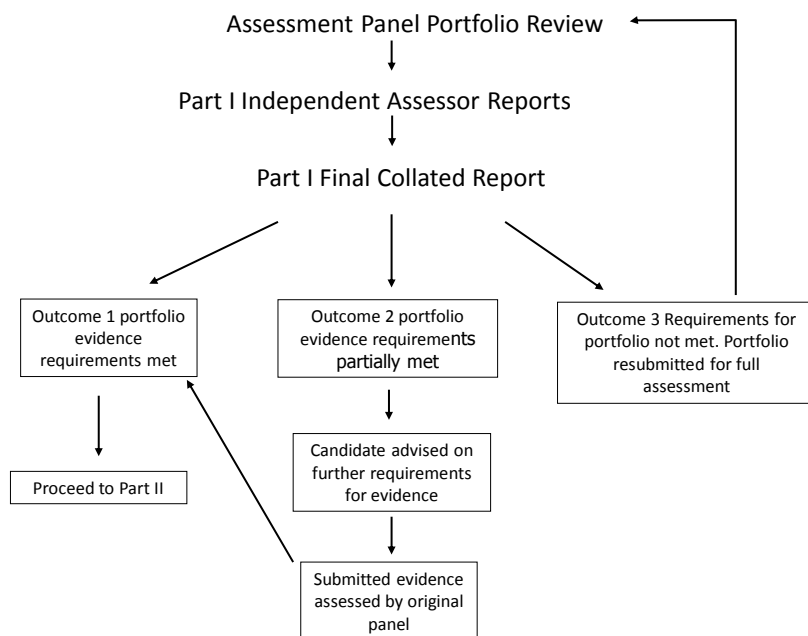 Assessment Panel Portfolio Review
Part I Independent Assessor Reports
Part I Final Collated Report
Outcome 1 portfolio
evidence
requirements met
Outcome 2 portfolio
evidence requirements
partially met
Outcome 3 Requirements for
portfolio not met. Portfolio
resubmitted for full
assessment
Proceed to Part II
Candidate advised on
further requirements
for evidence
Submitted evidence
assessed by original
panel